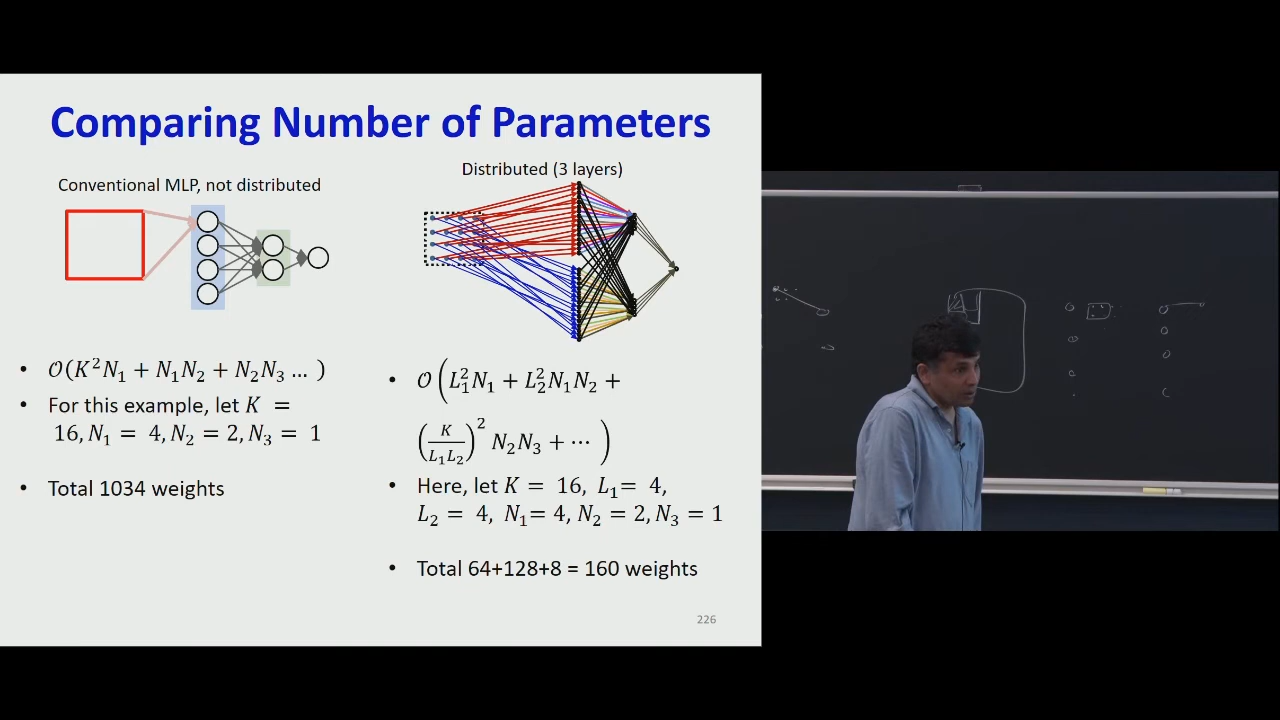 Comparing Number of Parameters
Conventional MLP, not distributed
• 𝒪(K²N₁ + N₁N₂ + N₂N₃ … )
• For this example, let K =
16, N₁ = 4, N₂ = 2, N₃ = 1
• Total 1034 weights
Distributed (3 layers)
• 𝒪(L₁²N₁ + L₂²N₁N₂ +
(K/(L₁L₂))² N₂N₃ + ⋯ )
• Here, let K = 16, L₁= 4,
L₂ = 4, N₁= 4, N₂ = 2, N₃ = 1
• Total 64+128+8 = 160 weights
226